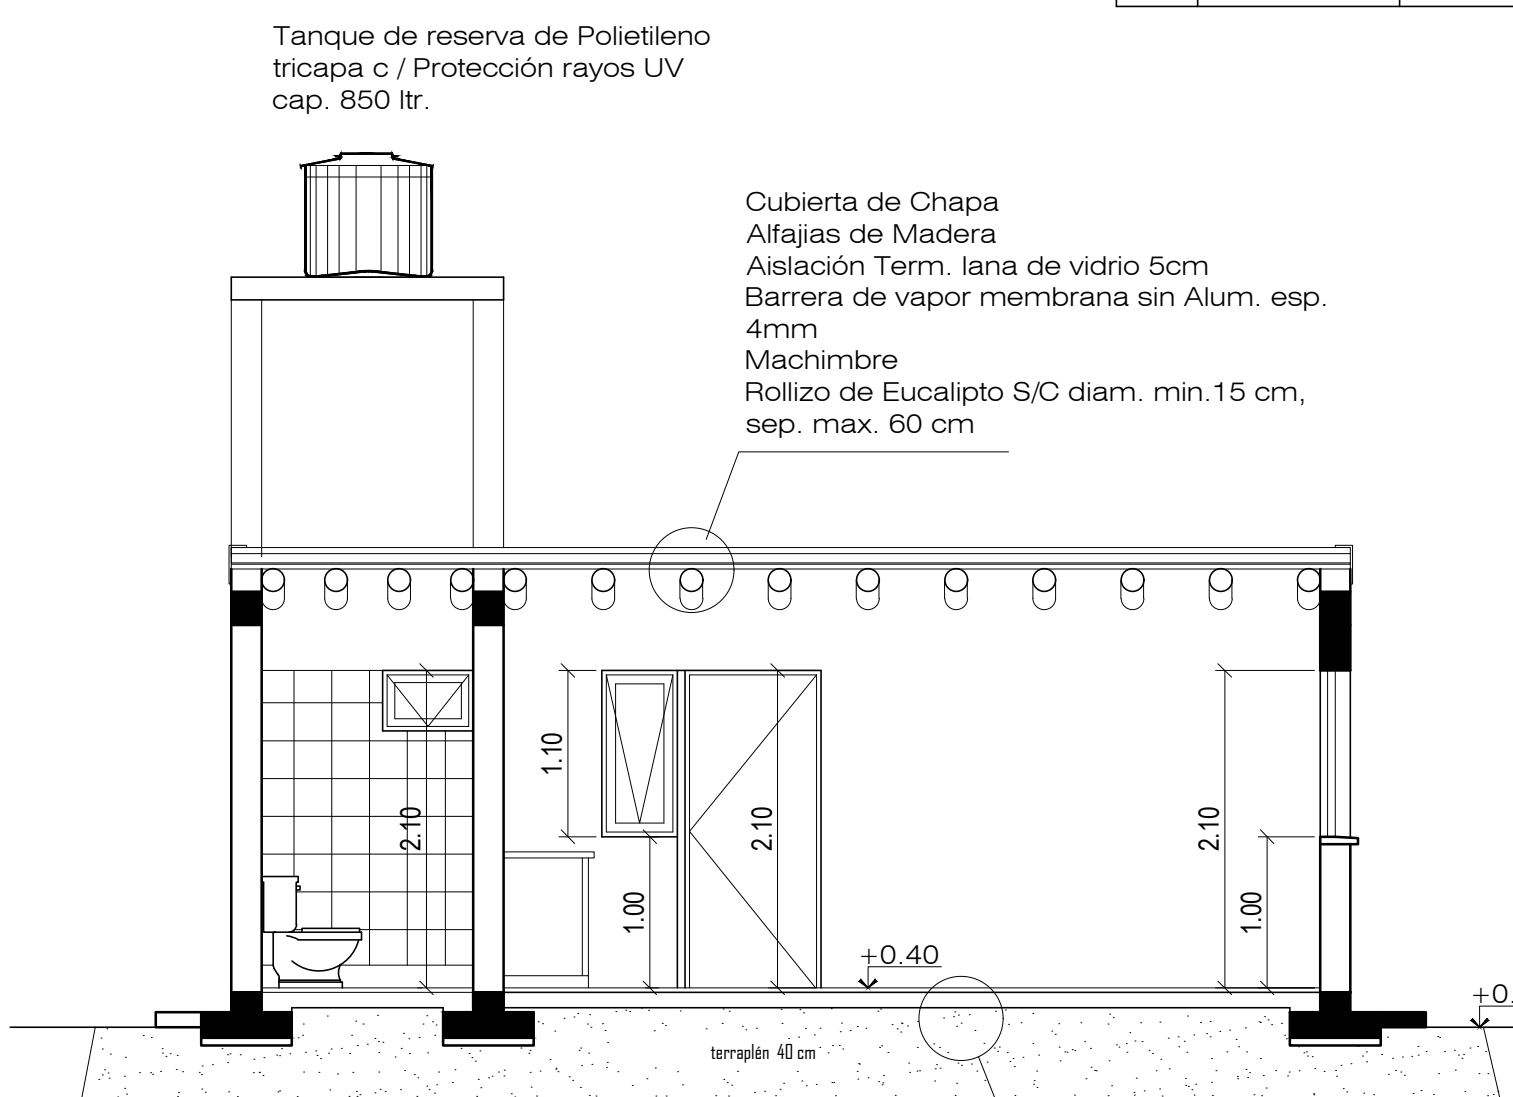 Tanque de reserva de Polietileno
tricapa c / Protección rayos UV
cap. 850 ltr.
Cubierta de Chapa
Alfajias de Madera
Aislación Term. lana de vidrio 5cm
Barrera de vapor membrana sin Alum. esp.
4mm
Machimbre
Rollizo de Eucalipto S/C diam. min.15 cm,
sep. max. 60 cm
1.10
2.10
2.10
2.10
1.00
1.00
+0.40
+0.
terraplén 40 cm